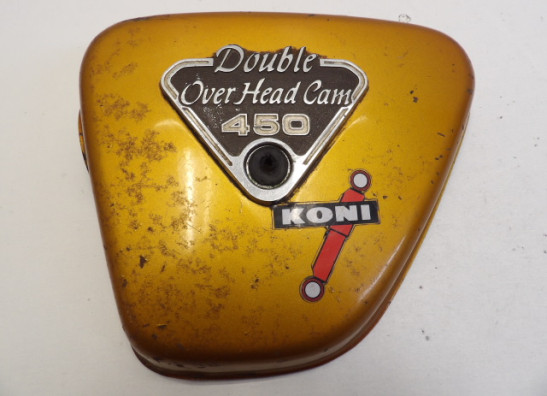 Double
Over Head Cam
450
KONI